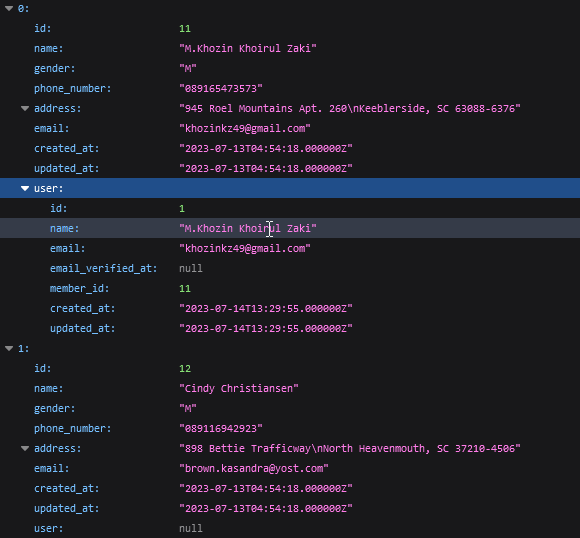 0:
id: 11
name: "M.Khozin Khoirul Zaki"
gender: "M"
phone_number: "089165473573"
address: "945 Roel Mountains Apt. 260\nKeeblerside, SC 63088-6376"
email: "khozinkz49@gmail.com"
created_at: "2023-07-13T04:54:18.000000Z"
updated_at: "2023-07-13T04:54:18.000000Z"
user:
id: 1
name: "M.Khozin Khoirul Zaki"
email: "khozinkz49@gmail.com"
email_verified_at: null
member_id: 11
created_at: "2023-07-14T13:29:55.000000Z"
updated_at: "2023-07-14T13:29:55.000000Z"
1:
id: 12
name: "Cindy Christiansen"
gender: "M"
phone_number: "089116942923"
address: "898 Bettie Trafficway\nNorth Heavenmouth, SC 37210-4506"
email: "brown.kasandra@yost.com"
created_at: "2023-07-13T04:54:18.000000Z"
updated_at: "2023-07-13T04:54:18.000000Z"
user: null